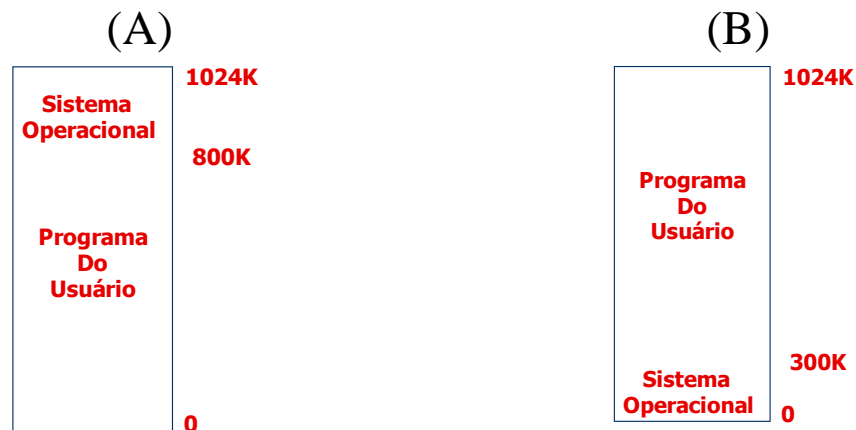 (A)
1024K
Sistema
Operacional
800K
Programa
Do
Usuário
0
(B)
1024K
Programa
Do
Usuário
300K
Sistema
Operacional
0